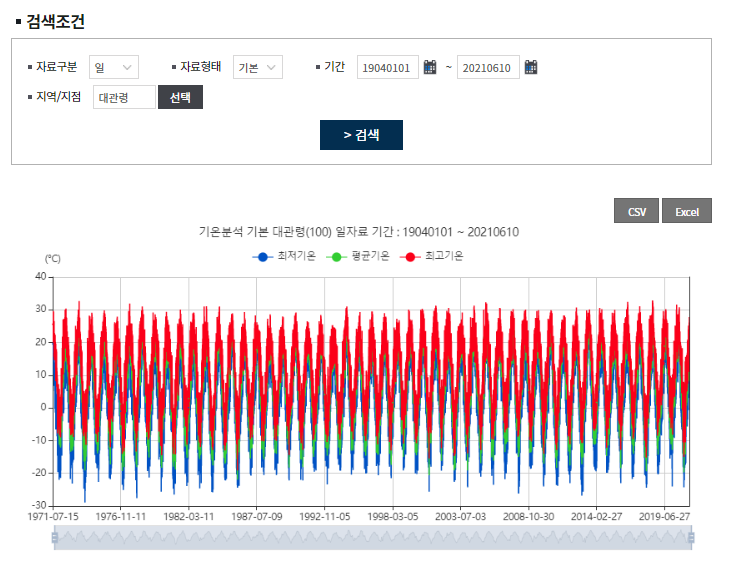 검색조건
자료구분 일 자료형태 기본 기간 19040101 ~ 20210610
지역/지점 대관령 선택
> 검색
CSV Excel
기온분석 기본 대관령(100) 일자료 기간 : 19040101 ~ 20210610
최저기온 평균기온 최고기온
(℃)
40
30
20
10
0
-10
-20
-30
1971-07-15 1976-11-11 1982-03-11 1987-07-09 1992-11-05 1998-03-05 2003-07-03 2008-10-30 2014-02-27 2019-06-27